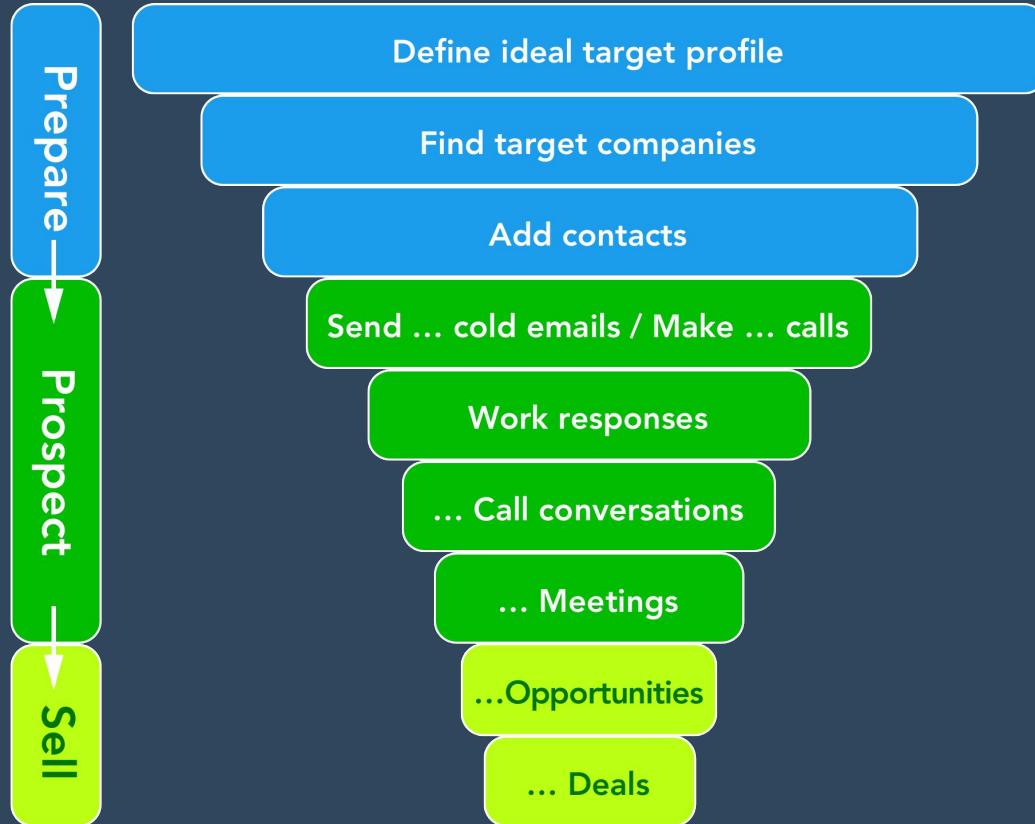 Prepare
Define ideal target profile
Find target companies
Add contacts
Prospect
Send … cold emails / Make … calls
Work responses
… Call conversations
… Meetings
Sell
…Opportunities
… Deals